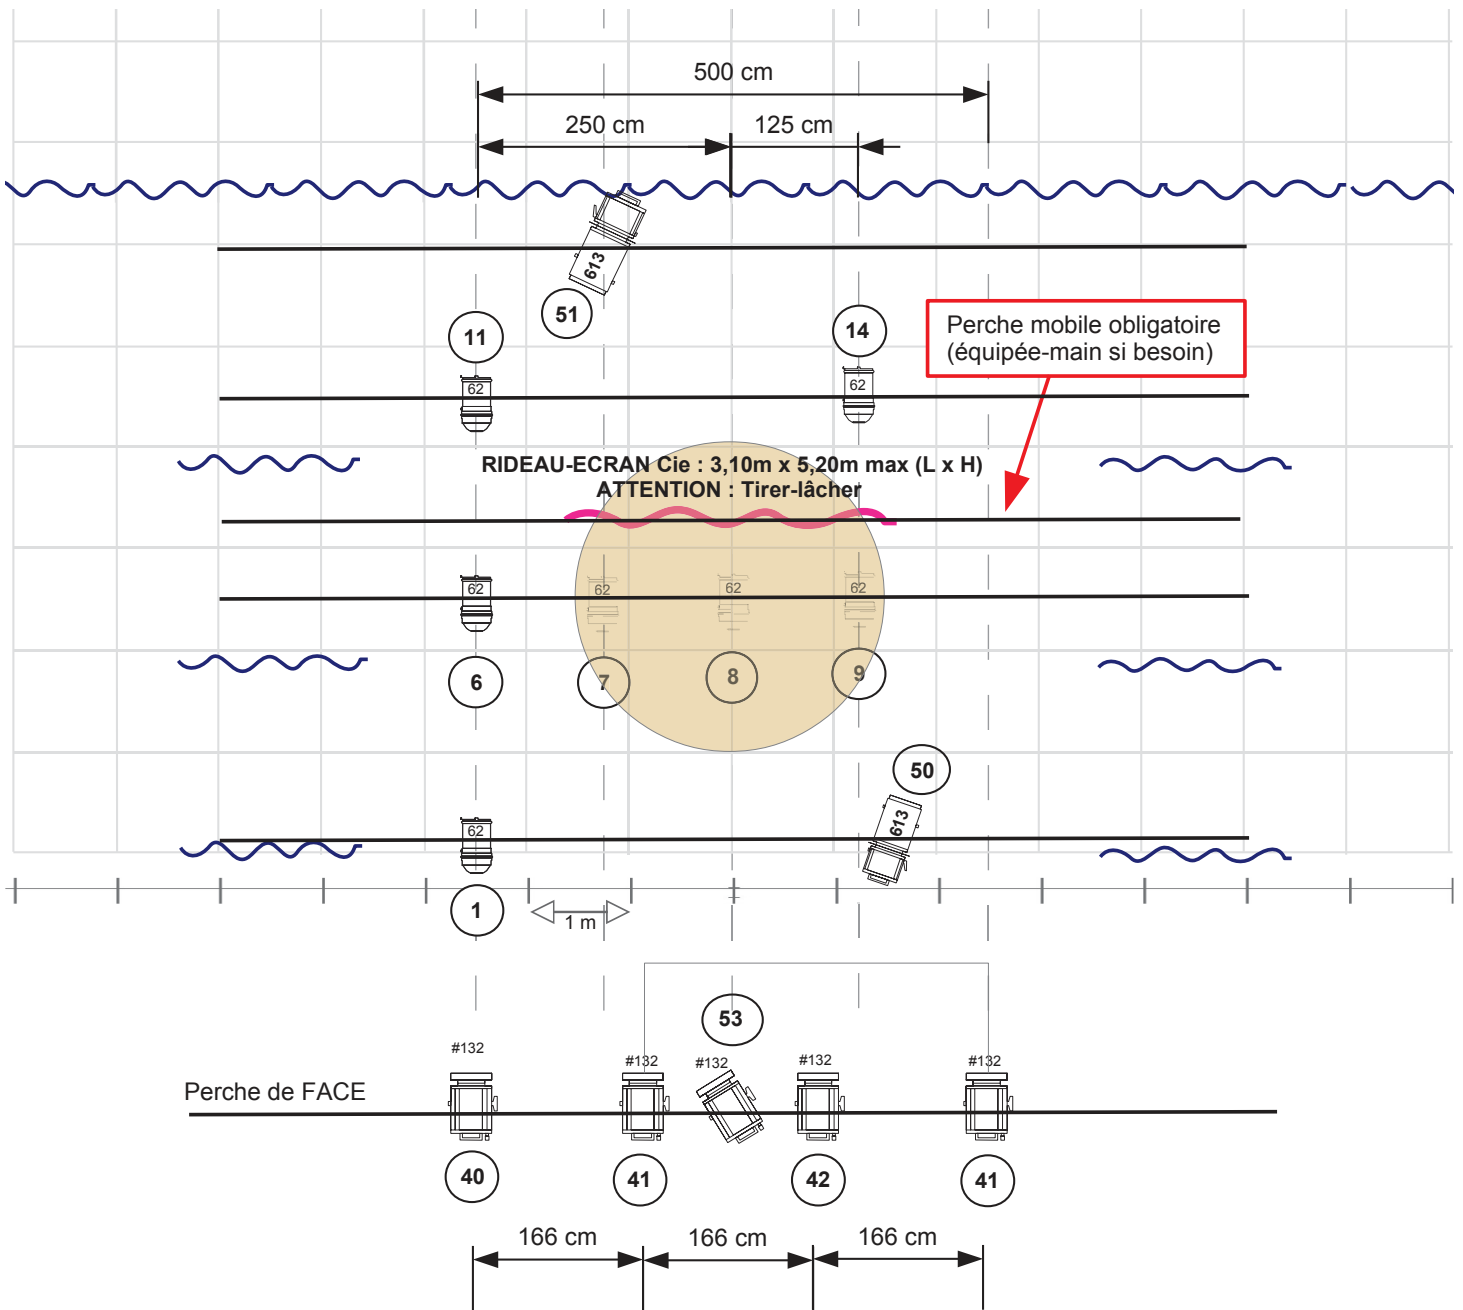 500 cm
250 cm
125 cm
613
51
11
14
Perche mobile obligatoire
(équipée-main si besoin)
62
62
RIDEAU-ECRAN Cie : 3,10m x 5,20m max (L x H)
ATTENTION : Tirer-lâcher
62
62
62
62
6
7
8
9
50
613
62
1
1 m
53
#132
#132
#132
#132
#132
Perche de FACE
40
41
42
41
166 cm
166 cm
166 cm